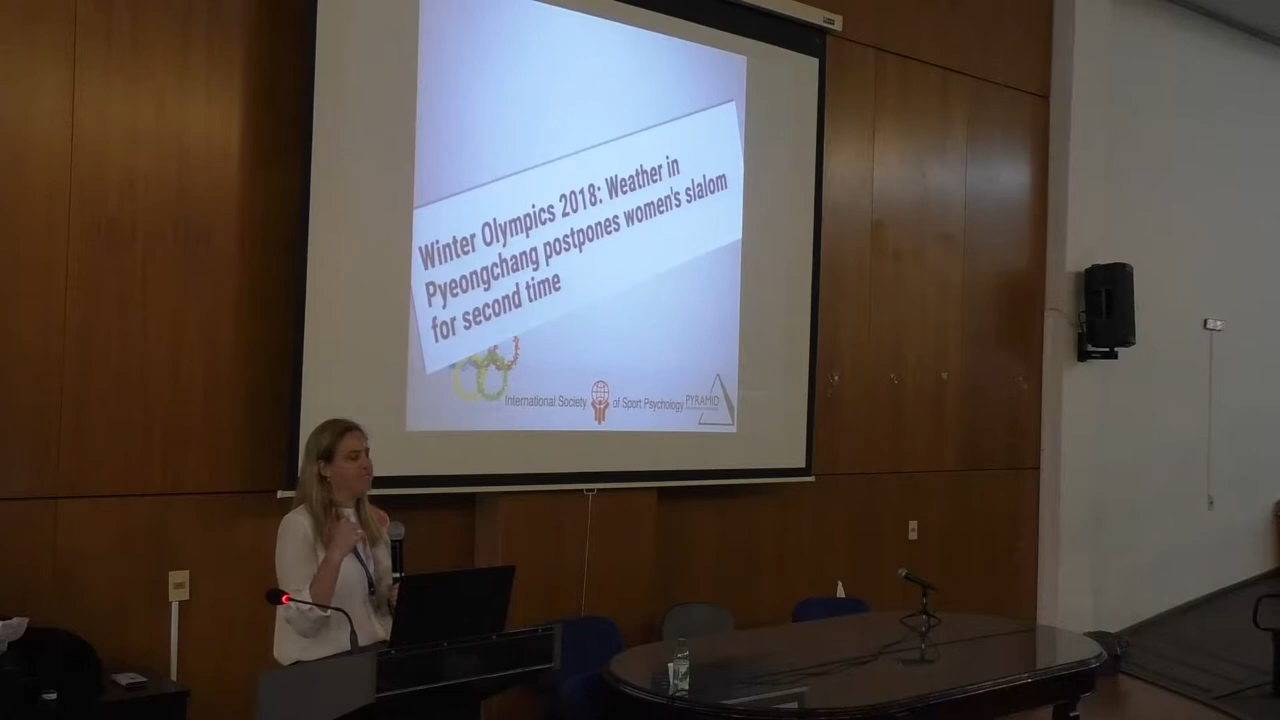 Winter Olympics 2018: Weather in
Pyeongchang postpones women's slalom
for second time
International Society of Sport Psychology
PYRAMID